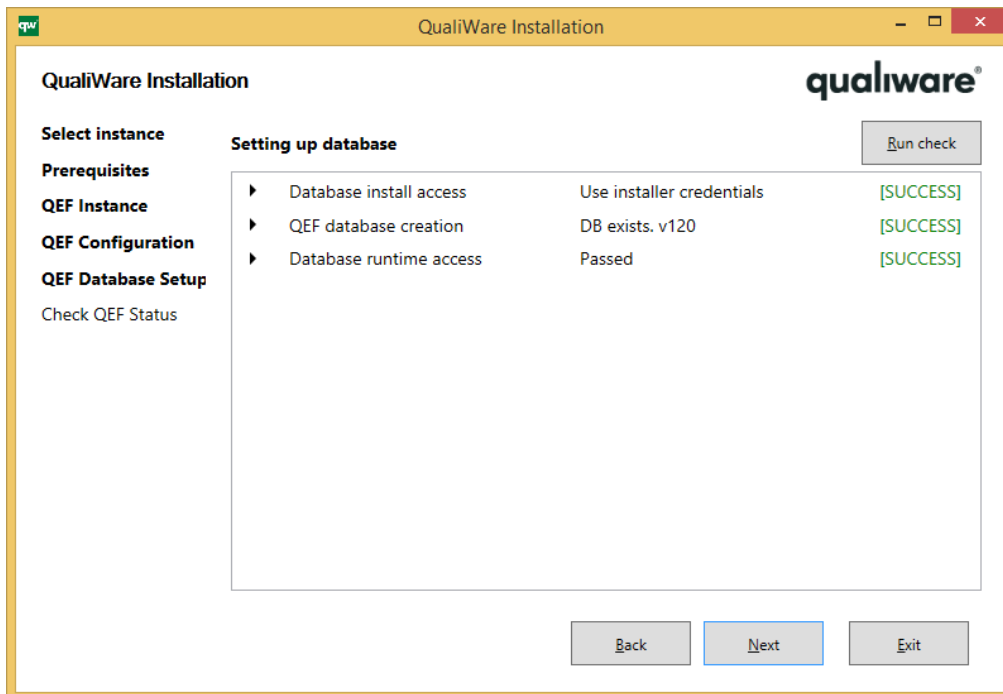 qw
QualiWare Installation
QualiWare Installation
qualiware®
Select instance
Prerequisites
QEF Instance
QEF Configuration
QEF Database Setup
Check QEF Status
Setting up database
Run check
Database install access Use installer credentials [SUCCESS]
QEF database creation DB exists. v120 [SUCCESS]
Database runtime access Passed [SUCCESS]
Back Next Exit